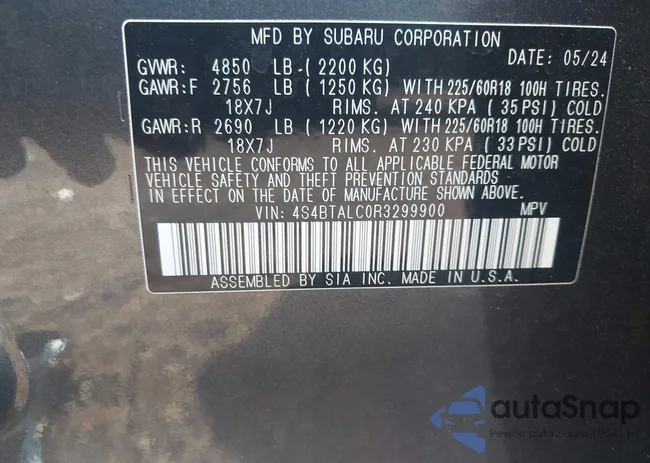 MFD BY SUBARU CORPORATION
DATE: 05/24
GVWR: 4850 LB-(2200 KG)
GAWR:F 2756 LB (1250 KG) WITH 225/60R18 100H TIRES.
18X7J RIMS. AT 240 KPA (35 PSI) COLD
GAWR:R 2690 LB (1220 KG) WITH 225/60R18 100H TIRES.
18X7J RIMS. AT 230 KPA (33 PSI) COLD
THIS VEHICLE CONFORMS TO ALL APPLICABLE FEDERAL MOTOR
VEHICLE SAFETY AND THEFT PREVENTION STANDARDS
IN EFFECT ON THE DATE OF MANUFACTURE SHOWN ABOVE.
VIN: 4S4BTALC0R3299900 MPV
ASSEMBLED BY SIA INC. MADE IN U.S.A.
autaSnap
Pewne auta z